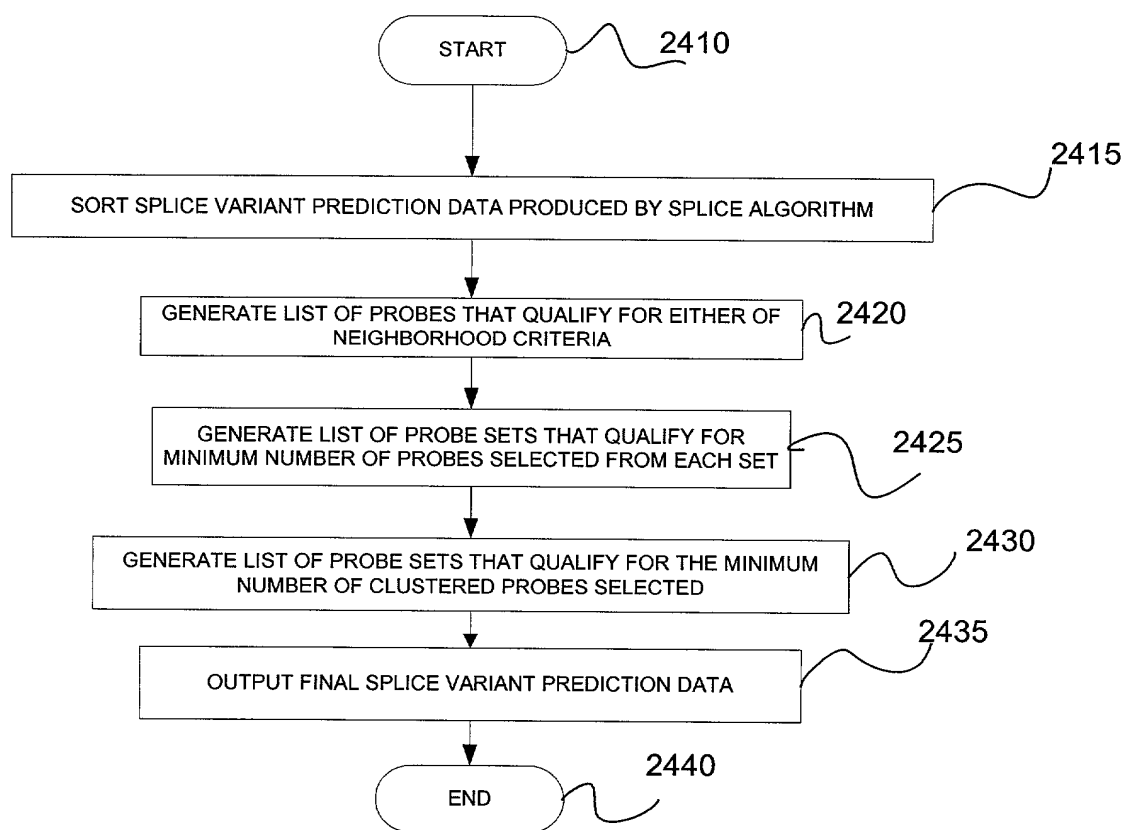 START
2410
2415
SORT SPLICE VARIANT PREDICTION DATA PRODUCED BY SPLICE ALGORITHM
GENERATE LIST OF PROBES THAT QUALIFY FOR EITHER OF
NEIGHBORHOOD CRITERIA
2420
GENERATE LIST OF PROBE SETS THAT QUALIFY FOR
MINIMUM NUMBER OF PROBES SELECTED FROM EACH SET
2425
GENERATE LIST OF PROBE SETS THAT QUALIFY FOR THE MINIMUM
NUMBER OF CLUSTERED PROBES SELECTED
2430
2435
OUTPUT FINAL SPLICE VARIANT PREDICTION DATA
END
2440